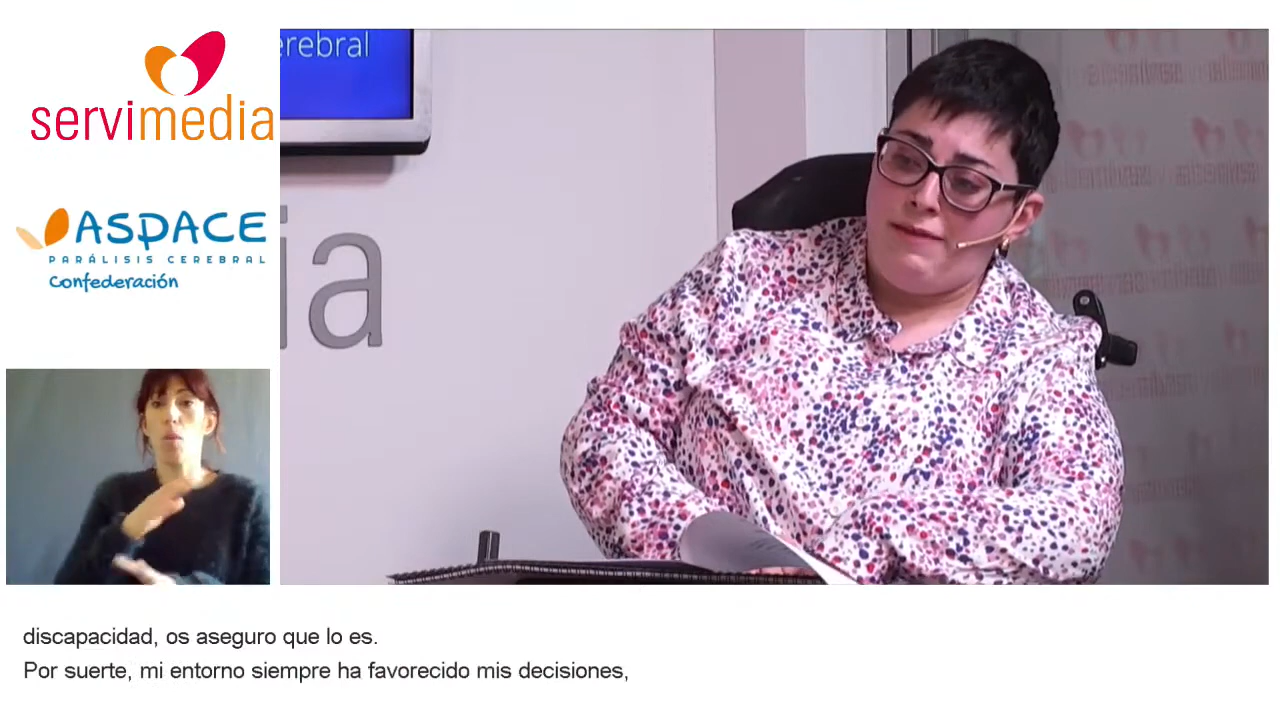 servimedia
ASPACE
PARÁLISIS CEREBRAL
Confederación
erebral
ia
discapacidad, os aseguro que lo es.
Por suerte, mi entorno siempre ha favorecido mis decisiones,